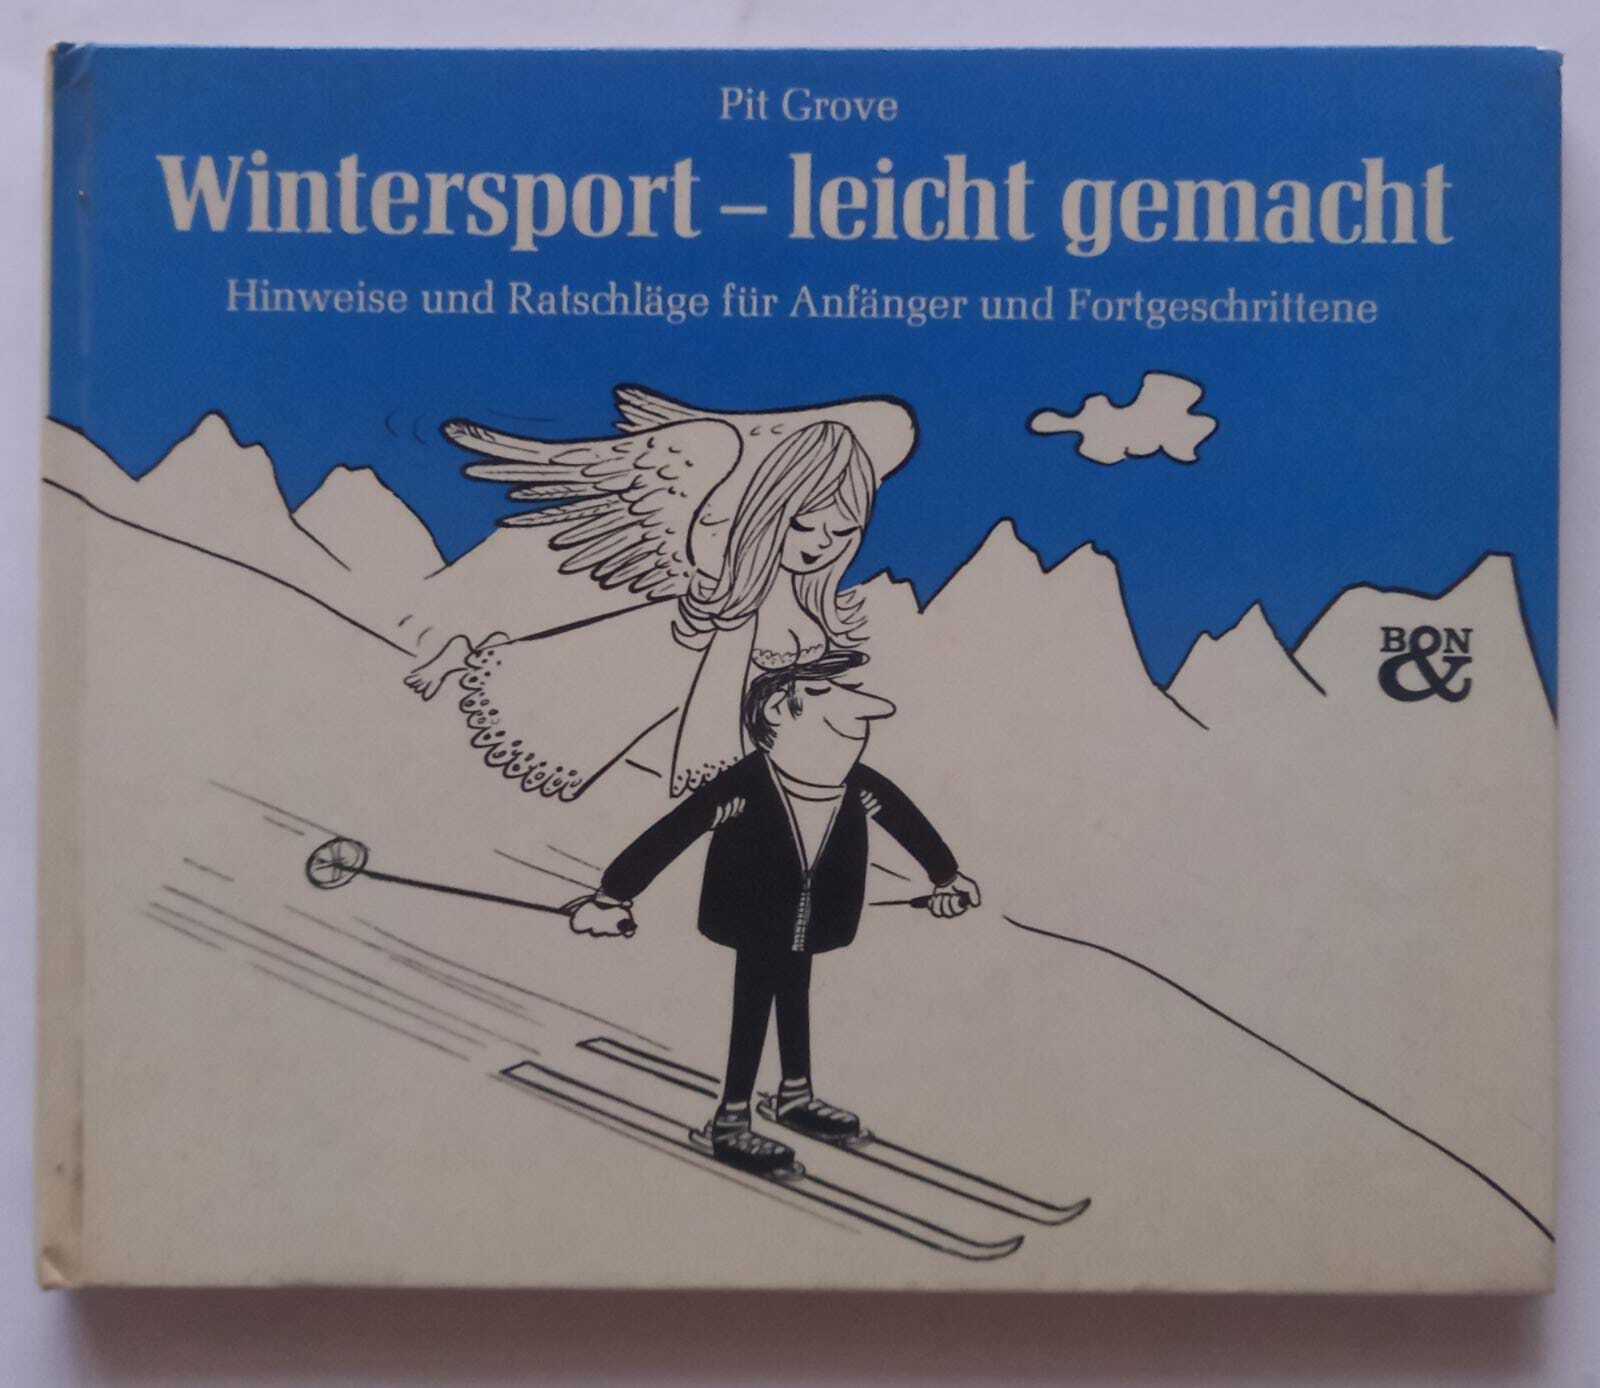 Pit Grove
Wintersport – leicht gemacht
Hinweise und Ratschläge für Anfänger und Fortgeschrittene
B&N